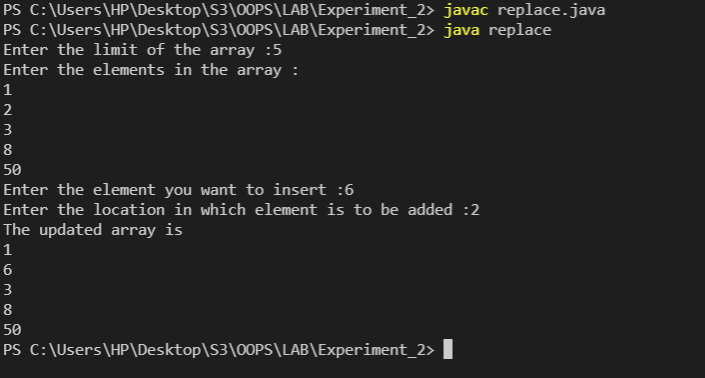 PS C:\Users\HP\Desktop\S3\OOPS\LAB\Experiment_2> javac replace.java
PS C:\Users\HP\Desktop\S3\OOPS\LAB\Experiment_2> java replace
Enter the limit of the array :5
Enter the elements in the array :
1
2
3
8
50
Enter the element you want to insert :6
Enter the location in which element is to be added :2
The updated array is
1
6
3
8
50
PS C:\Users\HP\Desktop\S3\OOPS\LAB\Experiment_2>